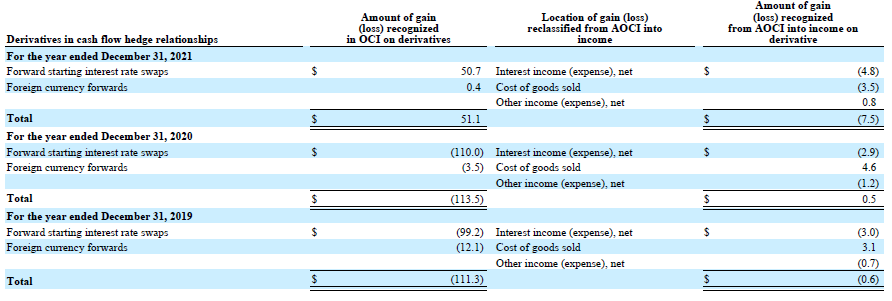 Derivatives in cash flow hedge relationships Amount of gain (loss) recognized in OCI on derivatives Location of gain (loss) reclassified from AOCI into income Amount of gain (loss) recognized from AOCI into income on derivative
For the year ended December 31, 2021
Forward starting interest rate swaps $ 50.7 Interest income (expense), net $ (4.8)
Foreign currency forwards 0.4 Cost of goods sold (3.5)
Other income (expense), net 0.8
Total $ 51.1 $ (7.5)
For the year ended December 31, 2020
Forward starting interest rate swaps $ (110.0) Interest income (expense), net $ (2.9)
Foreign currency forwards (3.5) Cost of goods sold 4.6
Other income (expense), net (1.2)
Total $ (113.5) $ 0.5
For the year ended December 31, 2019
Forward starting interest rate swaps $ (99.2) Interest income (expense), net $ (3.0)
Foreign currency forwards (12.1) Cost of goods sold 3.1
Other income (expense), net (0.7)
Total $ (111.3) $ (0.6)